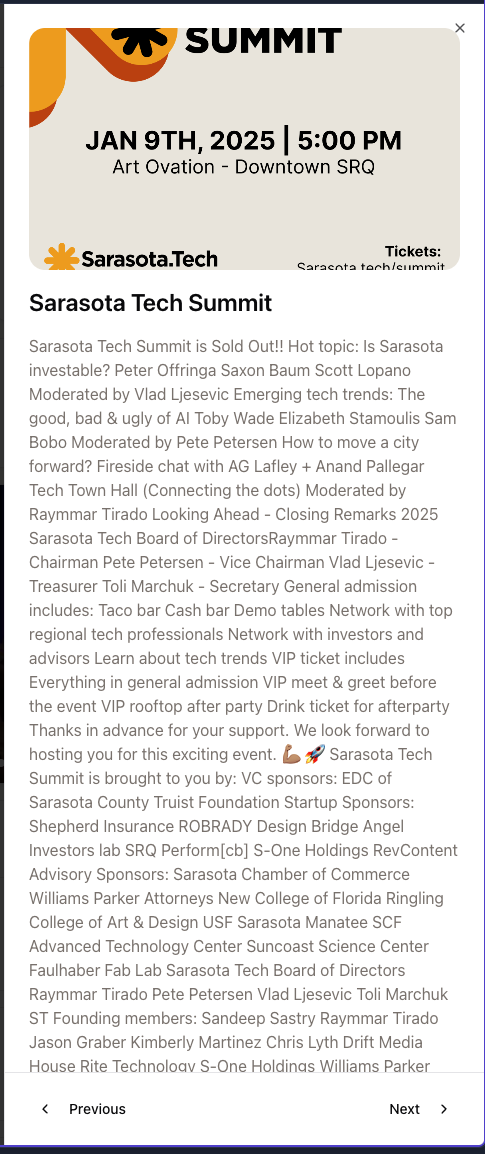 SUMMIT
JAN 9TH, 2025 | 5:00 PM
Art Ovation - Downtown SRQ
Tickets:
Sarasota.Tech
Sarasota.tech/summit
Sarasota Tech Summit
Sarasota Tech Summit is Sold Out!! Hot topic: Is Sarasota
investable? Peter Offringa Saxon Baum Scott Lopano
Moderated by Vlad Ljesevic Emerging tech trends: The
good, bad & ugly of AI Toby Wade Elizabeth Stamoulis Sam
Bobo Moderated by Pete Petersen How to move a city
forward? Fireside chat with AG Lafley + Anand Pallegar
Tech Town Hall (Connecting the dots) Moderated by
Raymmar Tirado Looking Ahead - Closing Remarks 2025
Sarasota Tech Board of DirectorsRaymmar Tirado -
Chairman Pete Petersen - Vice Chairman Vlad Ljesevic -
Treasurer Toli Marchuk - Secretary General admission
includes: Taco bar Cash bar Demo tables Network with top
regional tech professionals Network with investors and
advisors Learn about tech trends VIP ticket includes
Everything in general admission VIP meet & greet before
the event VIP rooftop after party Drink ticket for afterparty
Thanks in advance for your support. We look forward to
hosting you for this exciting event. 💪🏽🚀 Sarasota Tech
Summit is brought to you by: VC sponsors: EDC of
Sarasota County Truist Foundation Startup Sponsors:
Shepherd Insurance ROBRADY Design Bridge Angel
Investors lab SRQ Perform[cb] S-One Holdings RevContent
Advisory Sponsors: Sarasota Chamber of Commerce
Williams Parker Attorneys New College of Florida Ringling
College of Art & Design USF Sarasota Manatee SCF
Advanced Technology Center Suncoast Science Center
Faulhaber Fab Lab Sarasota Tech Board of Directors
Raymmar Tirado Pete Petersen Vlad Ljesevic Toli Marchuk
ST Founding members: Sandeep Sastry Raymmar Tirado
Jason Graber Kimberly Martinez Chris Lyth Drift Media
House Rite Technology S-One Holdings Williams Parker
Previous
Next